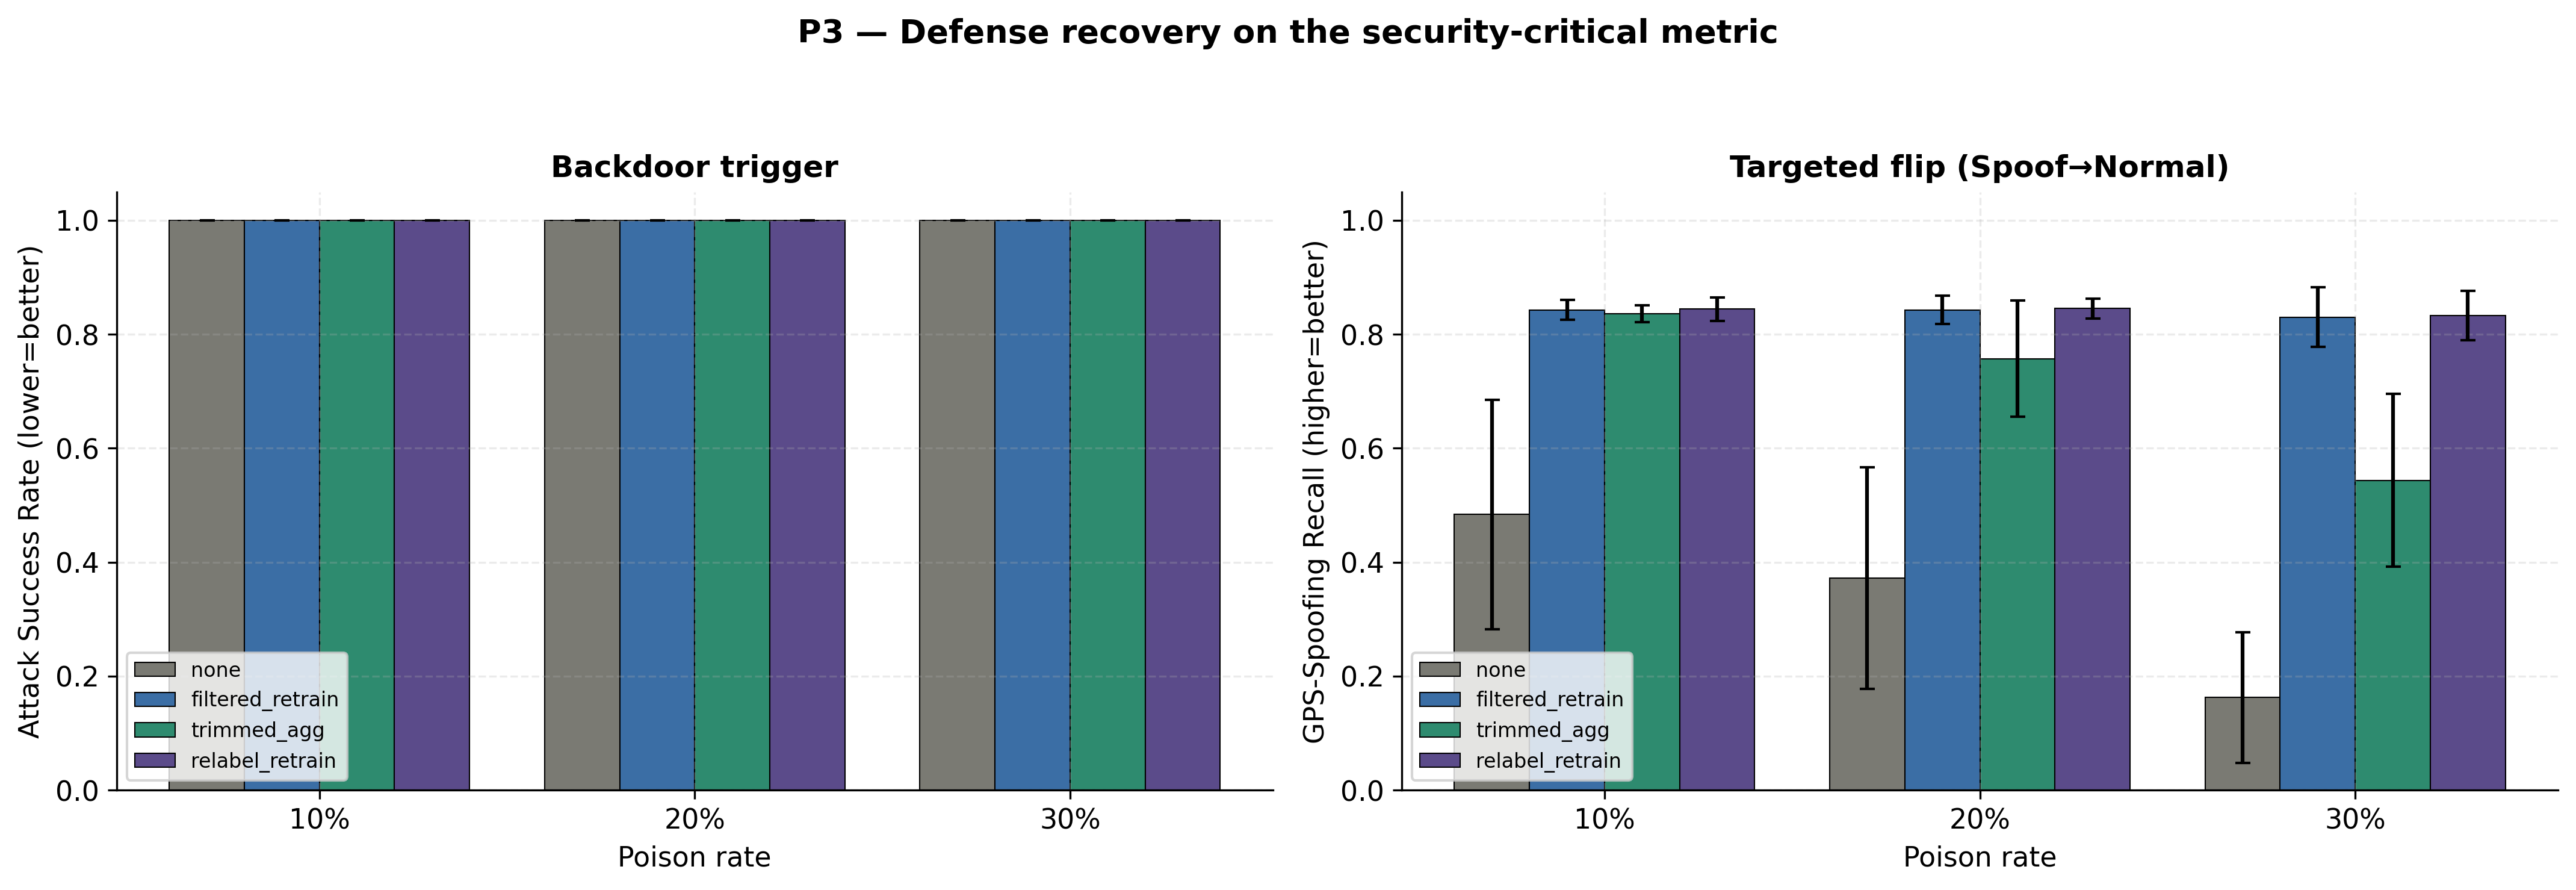 P3 — Defense recovery on the security-critical metric
Backdoor trigger
Attack Success Rate (lower=better)
1.0
0.8
0.6
0.4
0.2
0.0
none
filtered_retrain
trimmed_agg
relabel_retrain
10%
20%
30%
Poison rate
Targeted flip (Spoof→Normal)
GPS-Spoofing Recall (higher=better)
1.0
0.8
0.6
0.4
0.2
0.0
none
filtered_retrain
trimmed_agg
relabel_retrain
10%
20%
30%
Poison rate